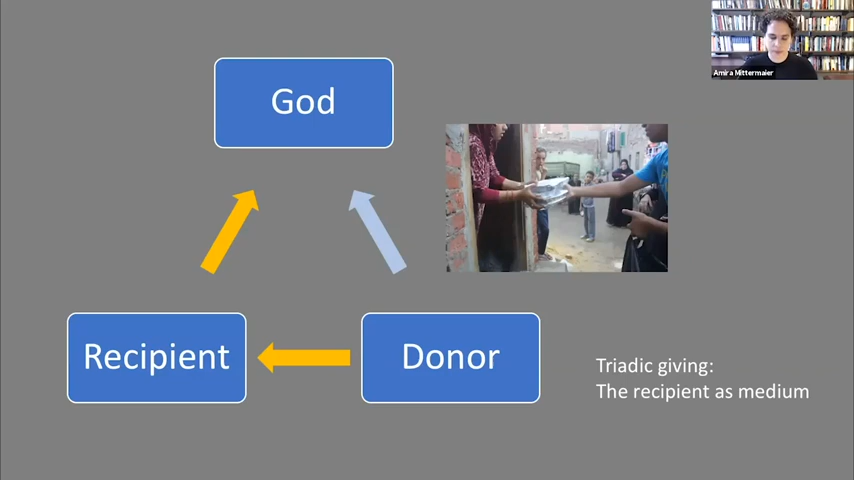 God
Amira Mittermaier
Recipient
Donor
Triadic giving:
The recipient as medium